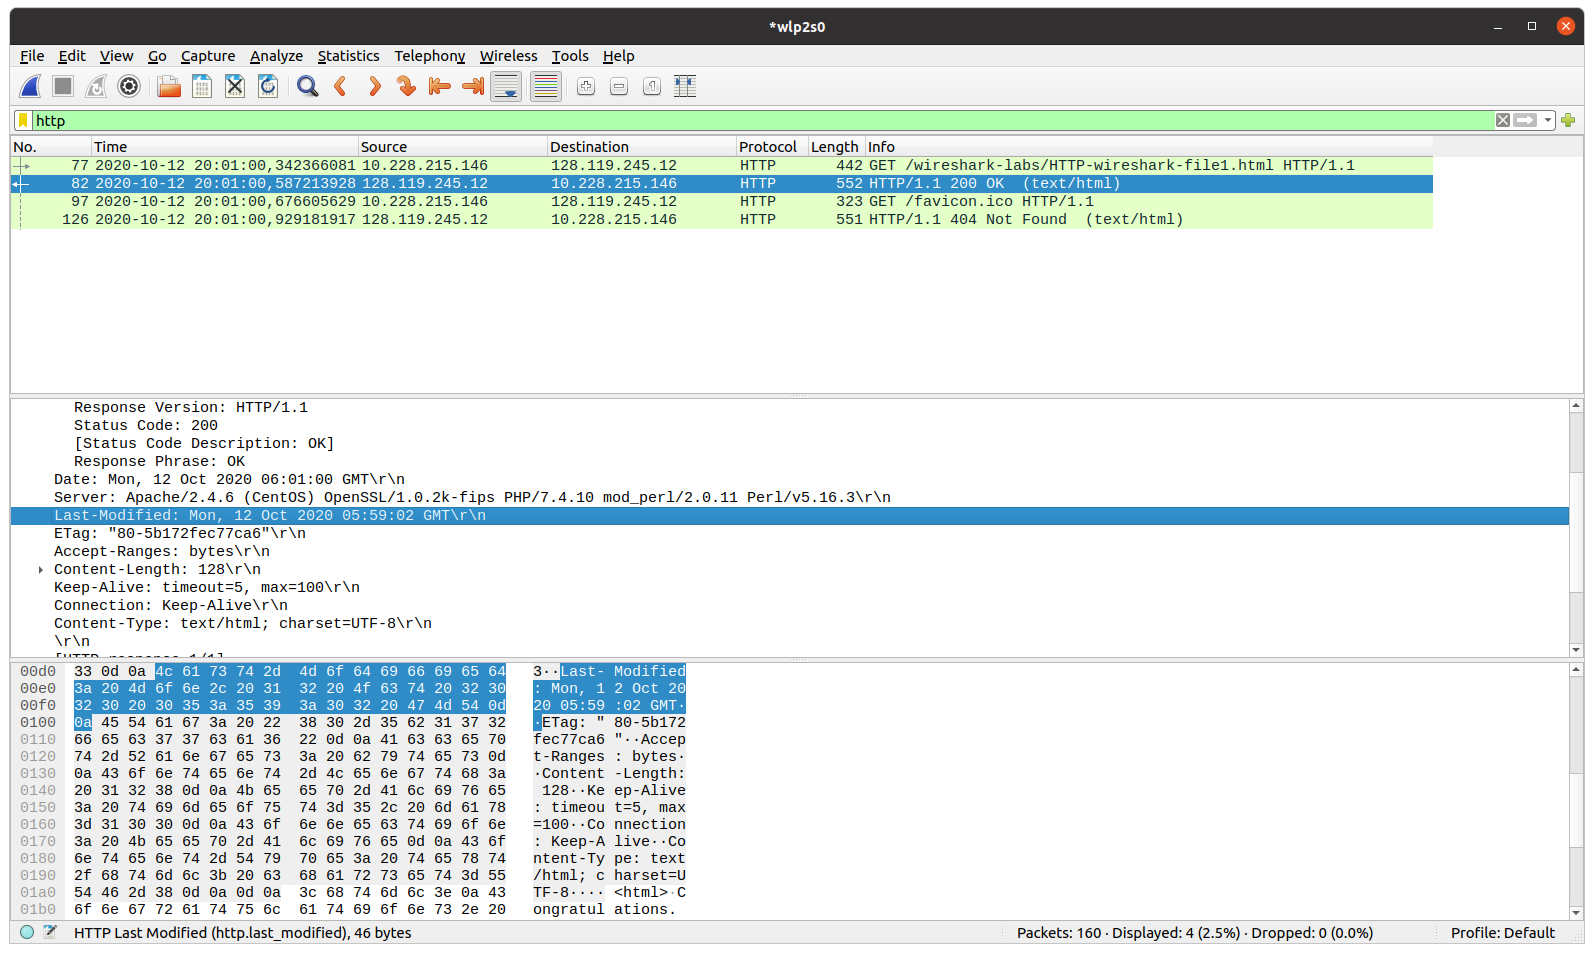 *wlp2s0
File Edit View Go Capture Analyze Statistics Telephony Wireless Tools Help
http
No. Time Source Destination Protocol Length Info
77 2020-10-12 20:01:00,342366081 10.228.215.146 128.119.245.12 HTTP 442 GET /wireshark-labs/HTTP-wireshark-file1.html HTTP/1.1
82 2020-10-12 20:01:00,587213928 128.119.245.12 10.228.215.146 HTTP 552 HTTP/1.1 200 OK (text/html)
97 2020-10-12 20:01:00,676605629 10.228.215.146 128.119.245.12 HTTP 323 GET /favicon.ico HTTP/1.1
126 2020-10-12 20:01:00,929181917 128.119.245.12 10.228.215.146 HTTP 551 HTTP/1.1 404 Not Found (text/html)
Response Version: HTTP/1.1
Status Code: 200
[Status Code Description: OK]
Response Phrase: OK
Date: Mon, 12 Oct 2020 06:01:00 GMT\r\n
Server: Apache/2.4.6 (CentOS) OpenSSL/1.0.2k-fips PHP/7.4.10 mod_perl/2.0.11 Perl/v5.16.3\r\n
Last-Modified: Mon, 12 Oct 2020 05:59:02 GMT\r\n
ETag: "80-5b172fec77ca6"\r\n
Accept-Ranges: bytes\r\n
Content-Length: 128\r\n
Keep-Alive: timeout=5, max=100\r\n
Connection: Keep-Alive\r\n
Content-Type: text/html; charset=UTF-8\r\n
\r\n
[HTTP response 1/1]
00d0 33 0d 0a 4c 61 73 74 2d 4d 6f 64 69 66 69 65 64 3··Last- Modified
00e0 3a 20 4d 6f 6e 2c 20 31 32 20 4f 63 74 20 32 30 : Mon, 1 2 Oct 20
00f0 32 30 20 30 35 3a 35 39 3a 30 32 20 47 4d 54 0d 20 05:59 :02 GMT·
0100 0a 45 54 61 67 3a 20 22 38 30 2d 35 62 31 37 32 ·ETag: " 80-5b172
0110 66 65 63 37 37 63 61 36 22 0d 0a 41 63 63 65 70 fec77ca6 "··Accep
0120 74 2d 52 61 6e 67 65 73 3a 20 62 79 74 65 73 0d t-Ranges : bytes·
0130 0a 43 6f 6e 74 65 6e 74 2d 4c 65 6e 67 74 68 3a ·Content -Length:
0140 20 31 32 38 0d 0a 4b 65 65 70 2d 41 6c 69 76 65 128··Ke ep-Alive
0150 3a 20 74 69 6d 65 6f 75 74 3d 35 2c 20 6d 61 78 : timeou t=5, max
0160 3d 31 30 30 0d 0a 43 6f 6e 6e 65 63 74 69 6f 6e =100··Co nnection
0170 3a 20 4b 65 65 70 2d 41 6c 69 76 65 0d 0a 43 6f : Keep-A live··Co
0180 6e 74 65 6e 74 2d 54 79 70 65 3a 20 74 65 78 74 ntent-Ty pe: text
0190 2f 68 74 6d 6c 3b 20 63 68 61 72 73 65 74 3d 55 /html; c harset=U
01a0 54 46 2d 38 0d 0a 0d 0a 3c 68 74 6d 6c 3e 0a 43 TF-8···· <html>·C
01b0 6f 6e 67 72 61 74 75 6c 61 74 69 6f 6e 73 2e 20 ongratul ations.
HTTP Last Modified (http.last_modified), 46 bytes Packets: 160 · Displayed: 4 (2.5%) · Dropped: 0 (0.0%) Profile: Default